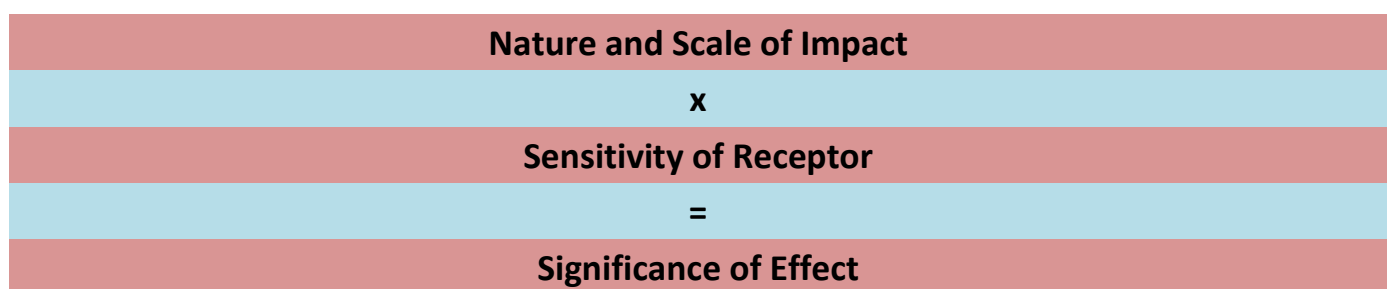 Nature and Scale of Impact
x
Sensitivity of Receptor
=
Significance of Effect